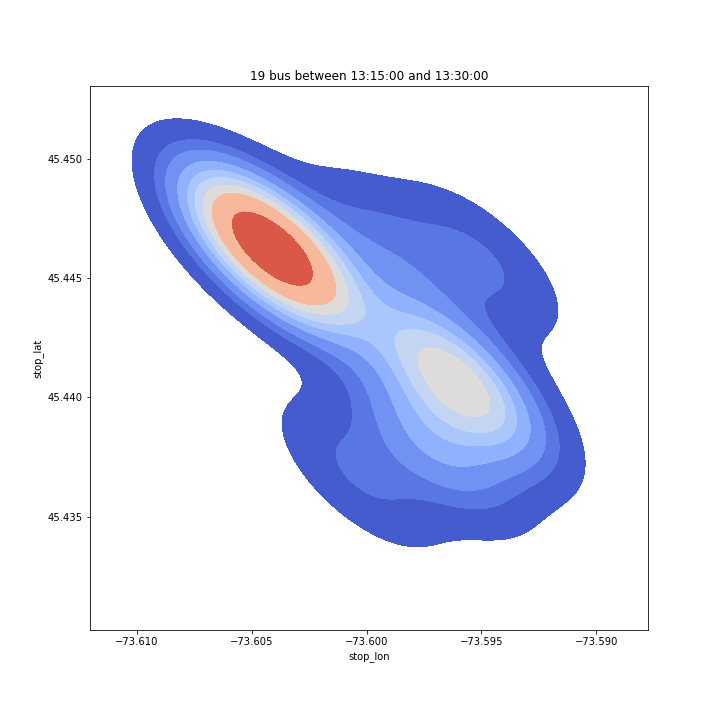 19 bus between 13:15:00 and 13:30:00
45.450
45.445
45.440
45.435
stop_lat
−73.610 −73.605 −73.600 −73.595 −73.590
stop_lon